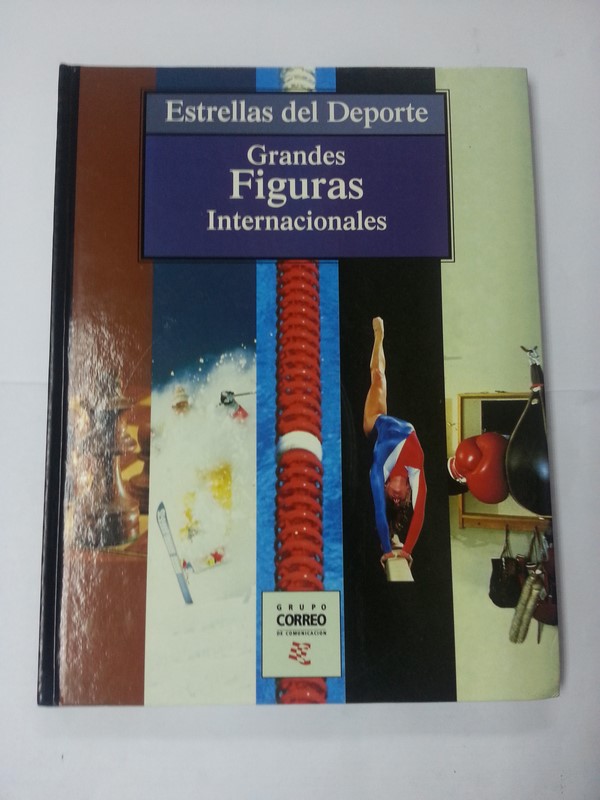 Estrellas del Deporte
Grandes
Figuras
Internacionales
GRUPO
CORREO
DE COMUNICACION